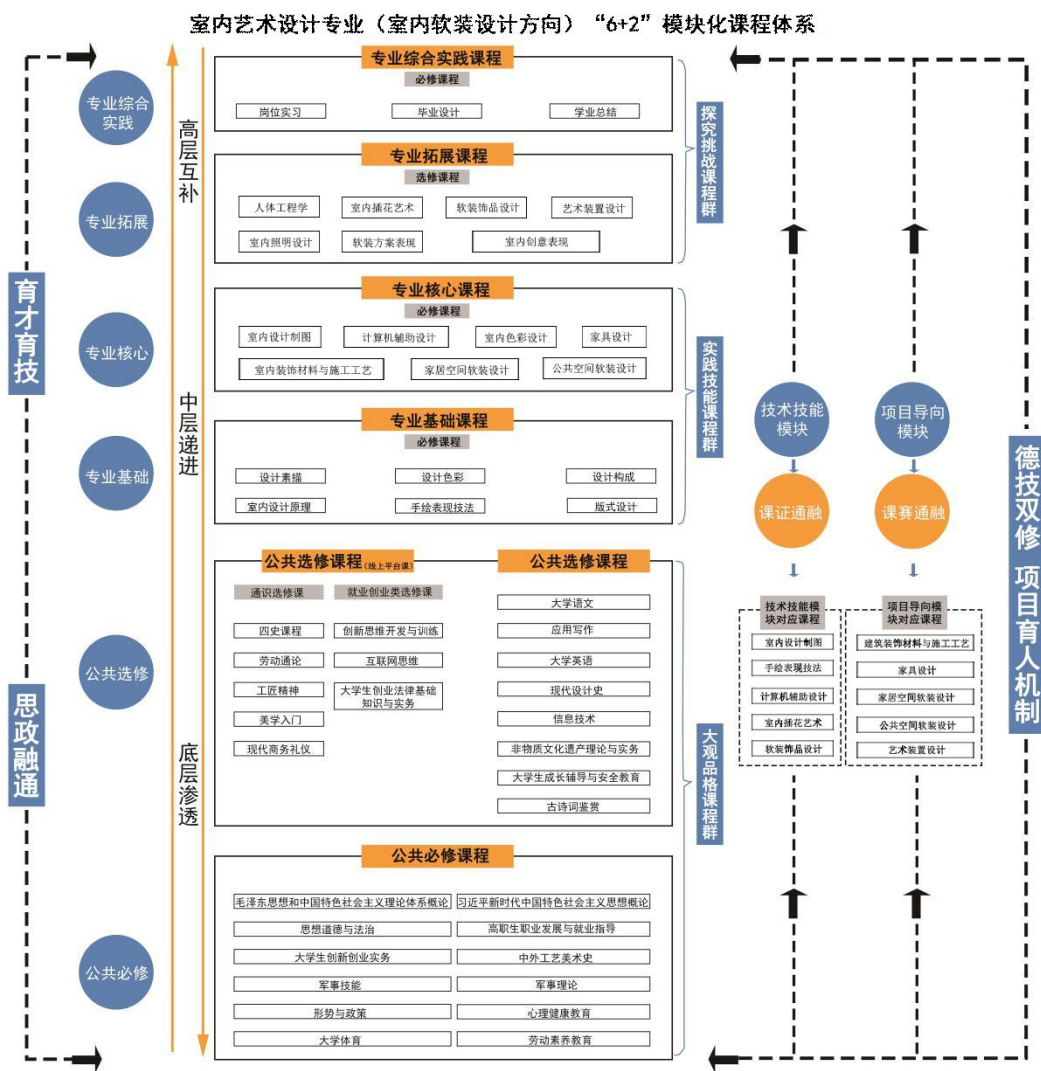 室内艺术设计专业（室内软装设计方向）“6+2”模块化课程体系
专业综合
实践
专业拓展
专业核心
专业基础
公共选修
公共必修
育才育技
思政融通
高层互补
中层递进
底层渗透
专业综合实践课程
必修课程
岗位实习
毕业设计
学业总结
专业拓展课程
选修课程
人体工程学
室内插花艺术
软装饰品设计
艺术装置设计
室内照明设计
软装方案表现
室内创意表现
探究挑战课程群
专业核心课程
必修课程
室内设计制图
计算机辅助设计
室内色彩设计
家具设计
室内装饰材料与施工工艺
家居空间软装设计
公共空间软装设计
专业基础课程
必修课程
设计素描
设计色彩
设计构成
室内设计原理
手绘表现技法
版式设计
实践技能课程群
公共选修课程(线上平台课)
通识选修课
就业创业类选修课
四史课程
创新思维开发与训练
劳动通论
互联网思维
工匠精神
大学生创业法律基础
知识与实务
美学入门
现代商务礼仪
公共选修课程
大学语文
应用写作
大学英语
现代设计史
信息技术
非物质文化遗产理论与实务
大学生成长辅导与安全教育
古诗词鉴赏
公共必修课程
毛泽东思想和中国特色社会主义理论体系概论
习近平新时代中国特色社会主义思想概论
思想道德与法治
高职生职业发展与就业指导
大学生创新创业实务
中外工艺美术史
军事技能
军事理论
形势与政策
心理健康教育
大学体育
劳动素养教育
大观品格课程群
技术技能
模块
项目导向
模块
课证通融
课赛通融
技术技能模
块对应课程
室内设计制图
手绘表现技法
计算机辅助设计
室内插花艺术
软装饰品设计
项目导向模
块对应课程
建筑装饰材料与施工工艺
家具设计
家居空间软装设计
公共空间软装设计
艺术装置设计
德技双修 项目育人机制